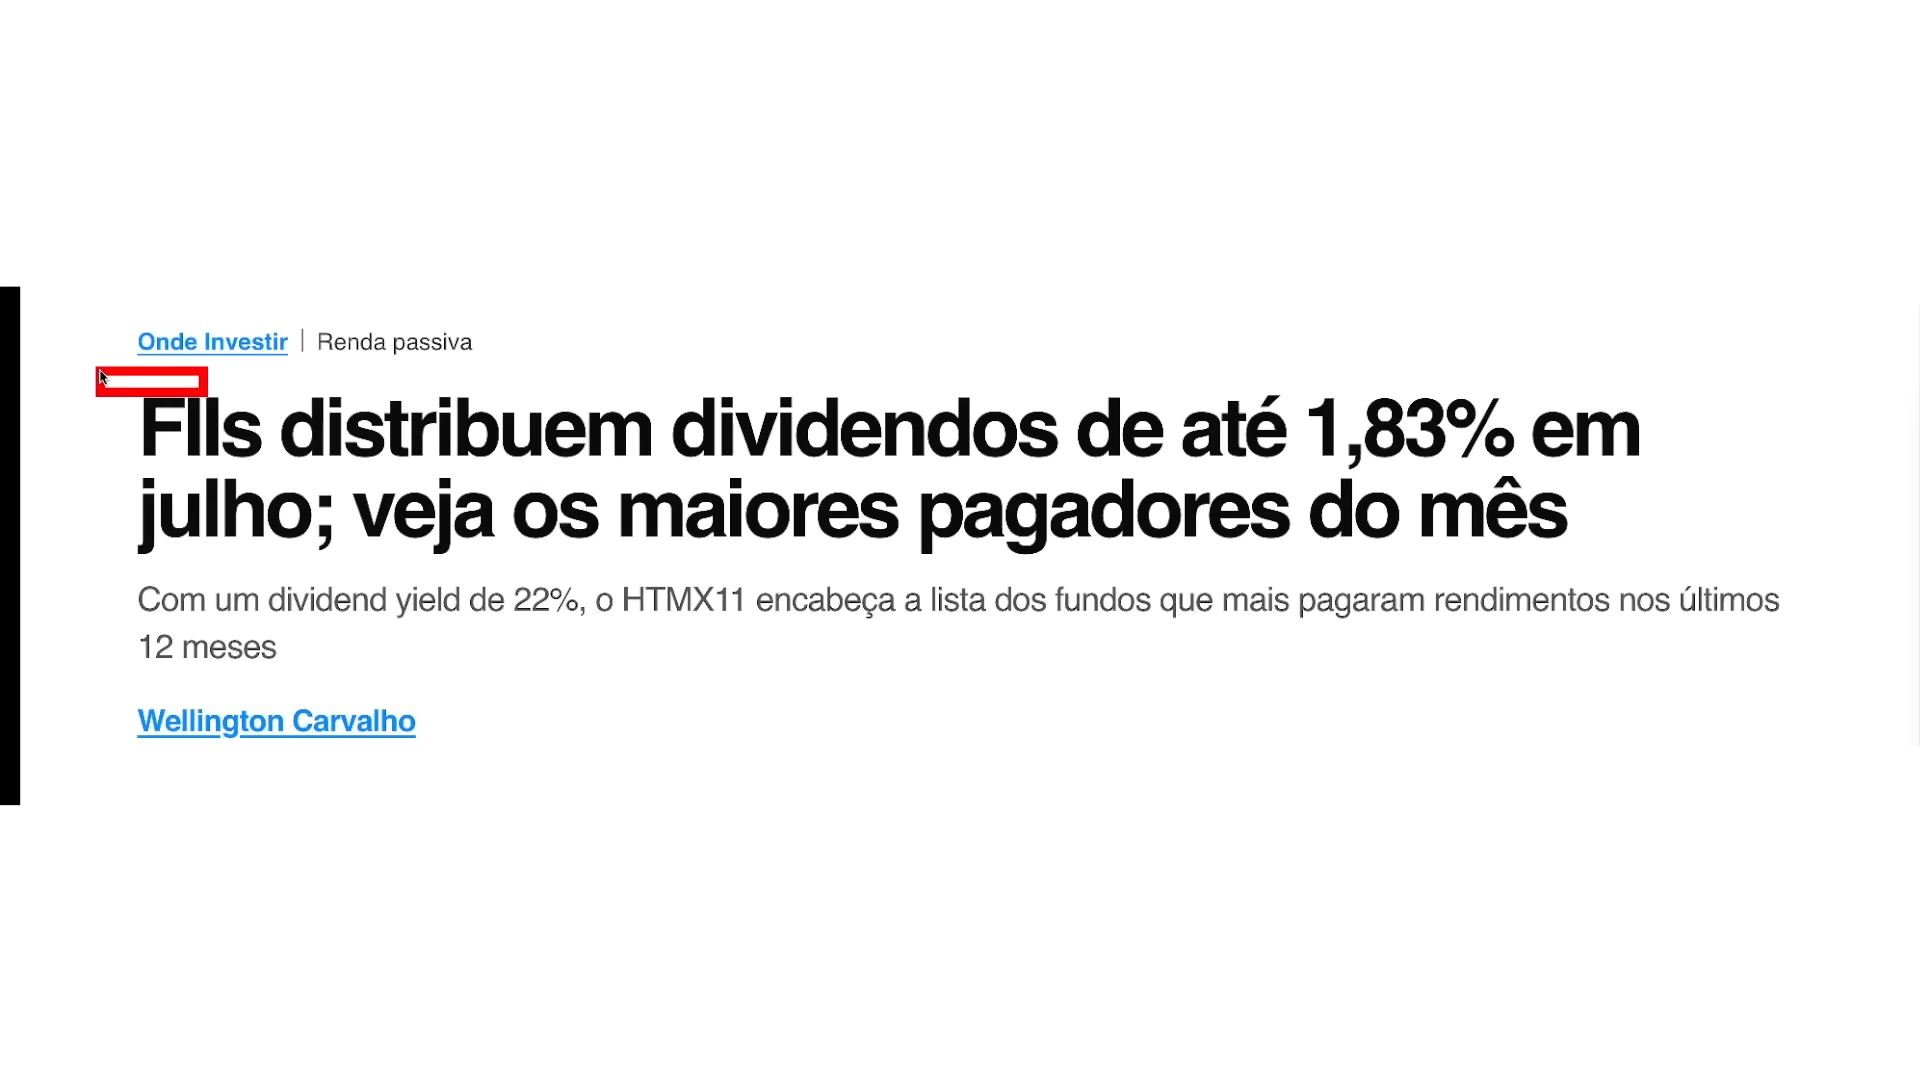 Onde Investir | Renda passiva
FIIs distribuem dividendos de até 1,83% em
julho; veja os maiores pagadores do mês
Com um dividend yield de 22%, o HTMX11 encabeça a lista dos fundos que mais pagaram rendimentos nos últimos
12 meses
Wellington Carvalho